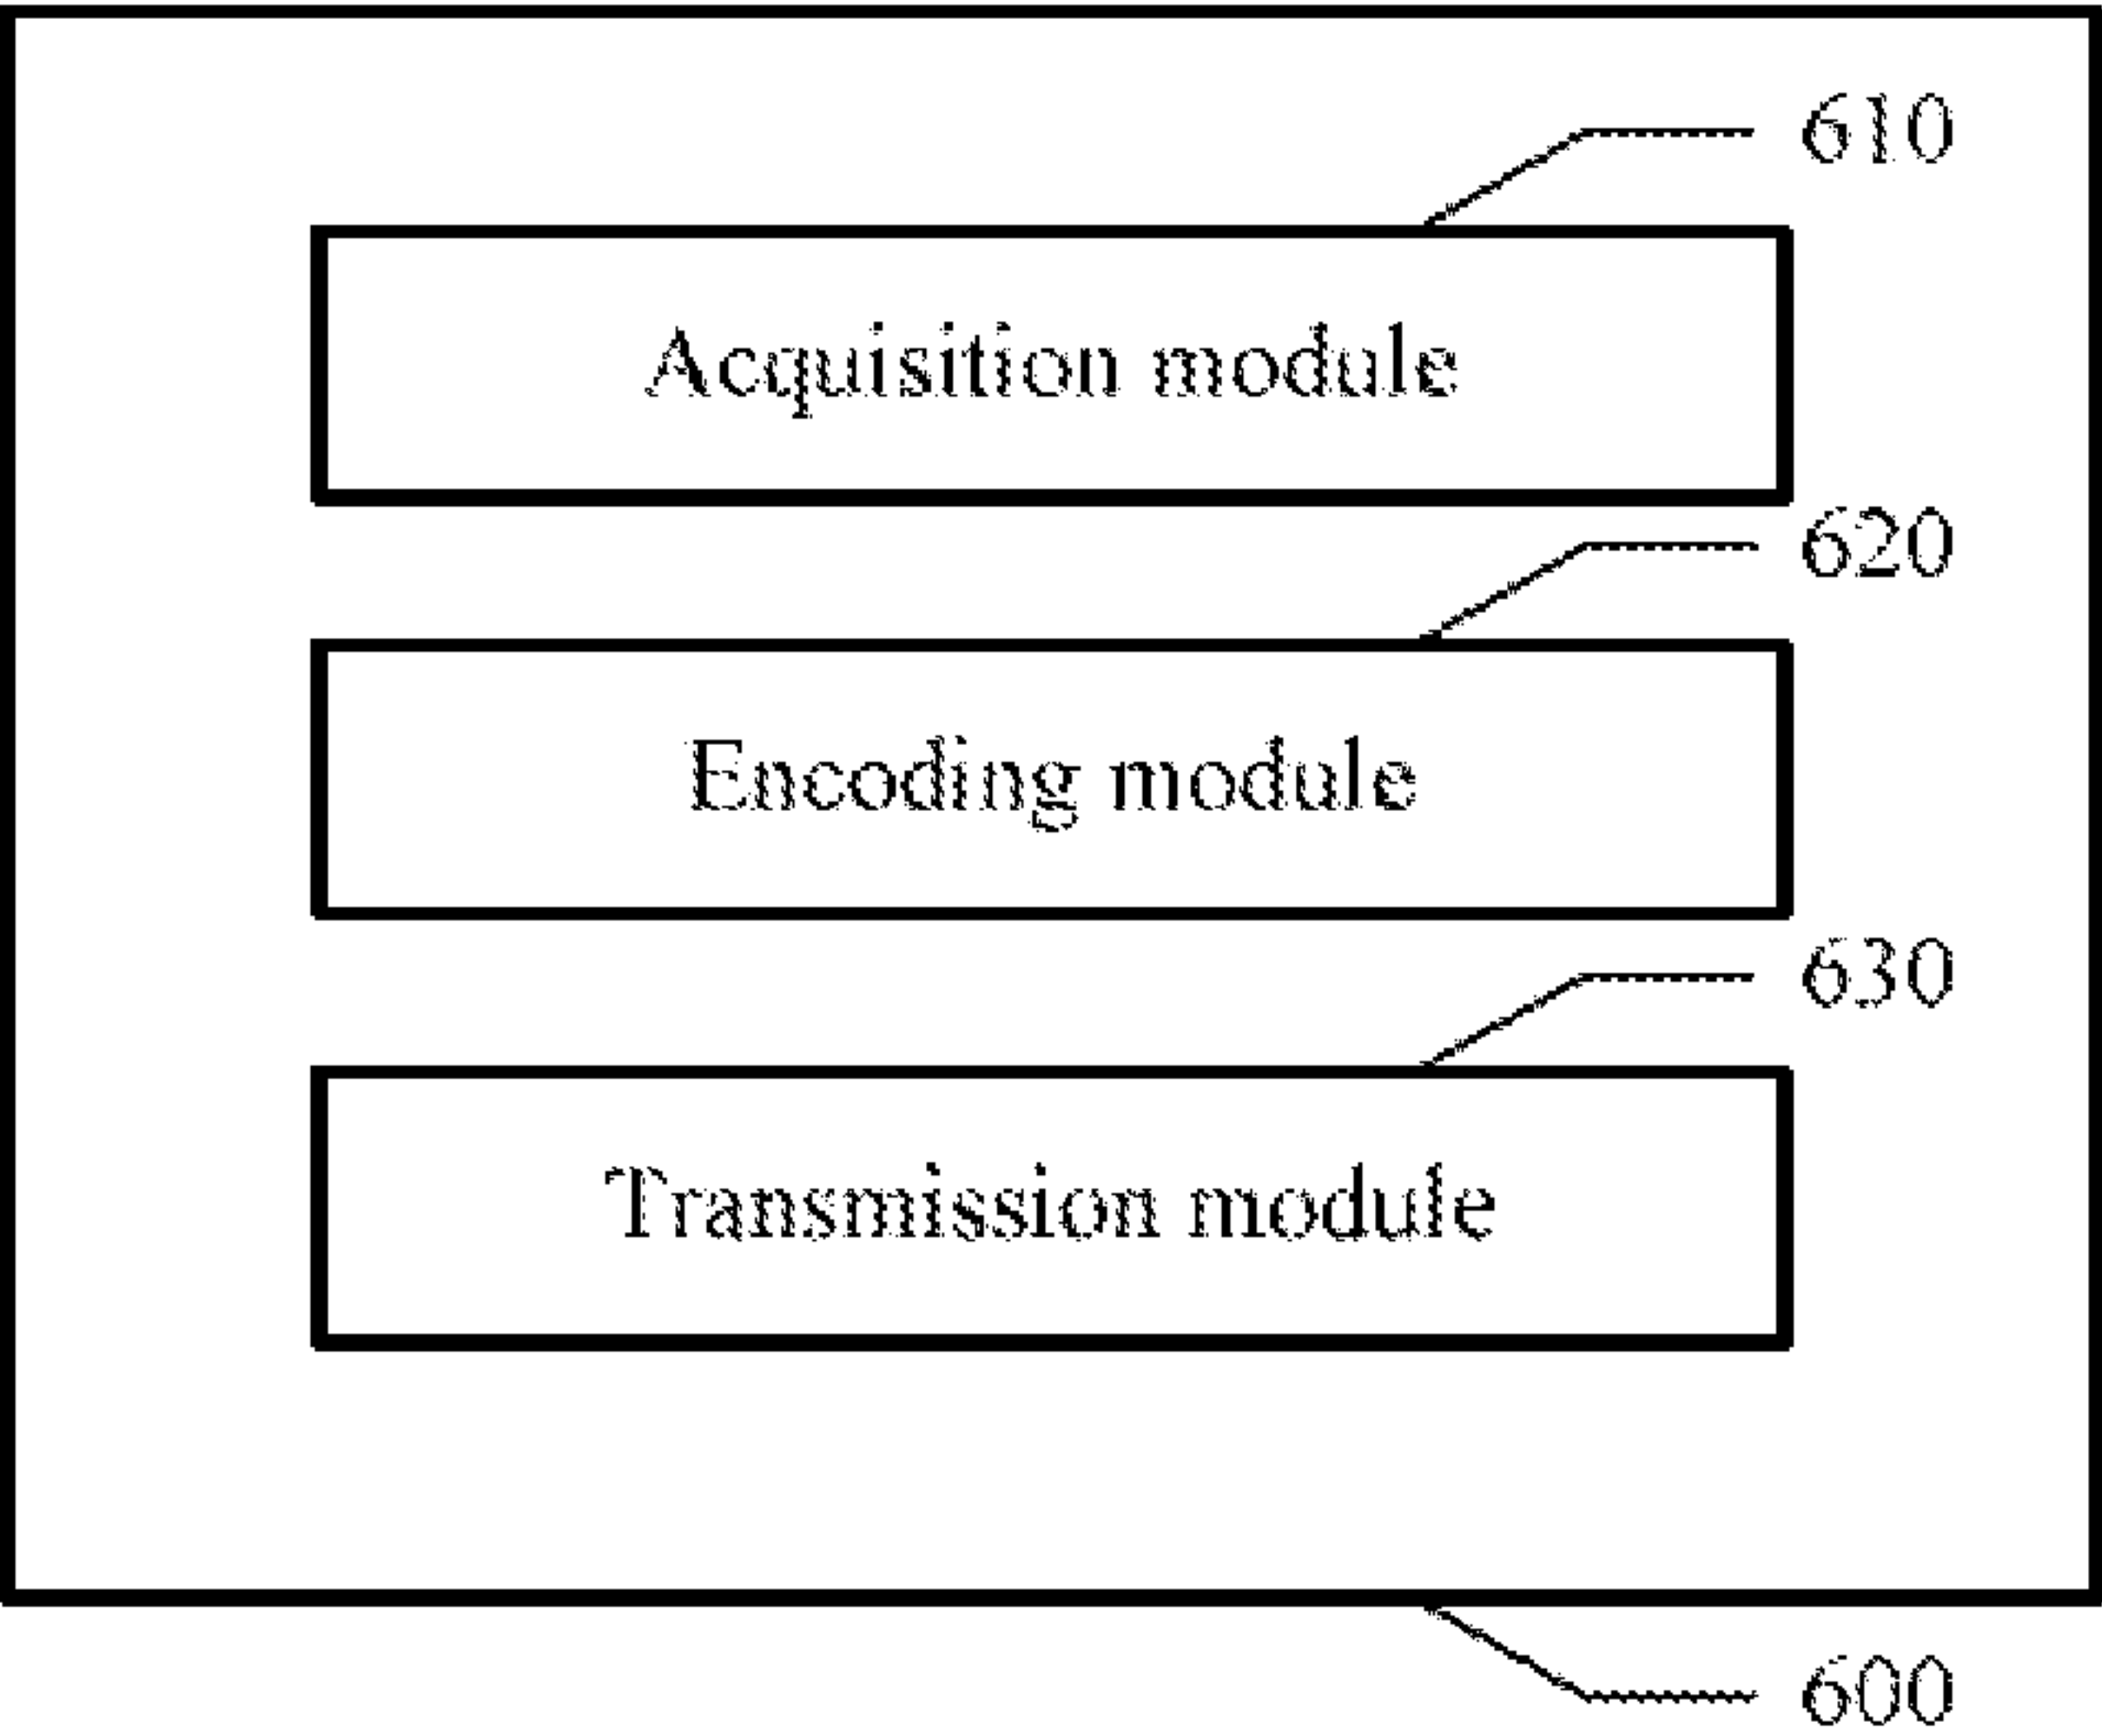 610
Acquisition module
620
Encoding module
630
Transmission module
600